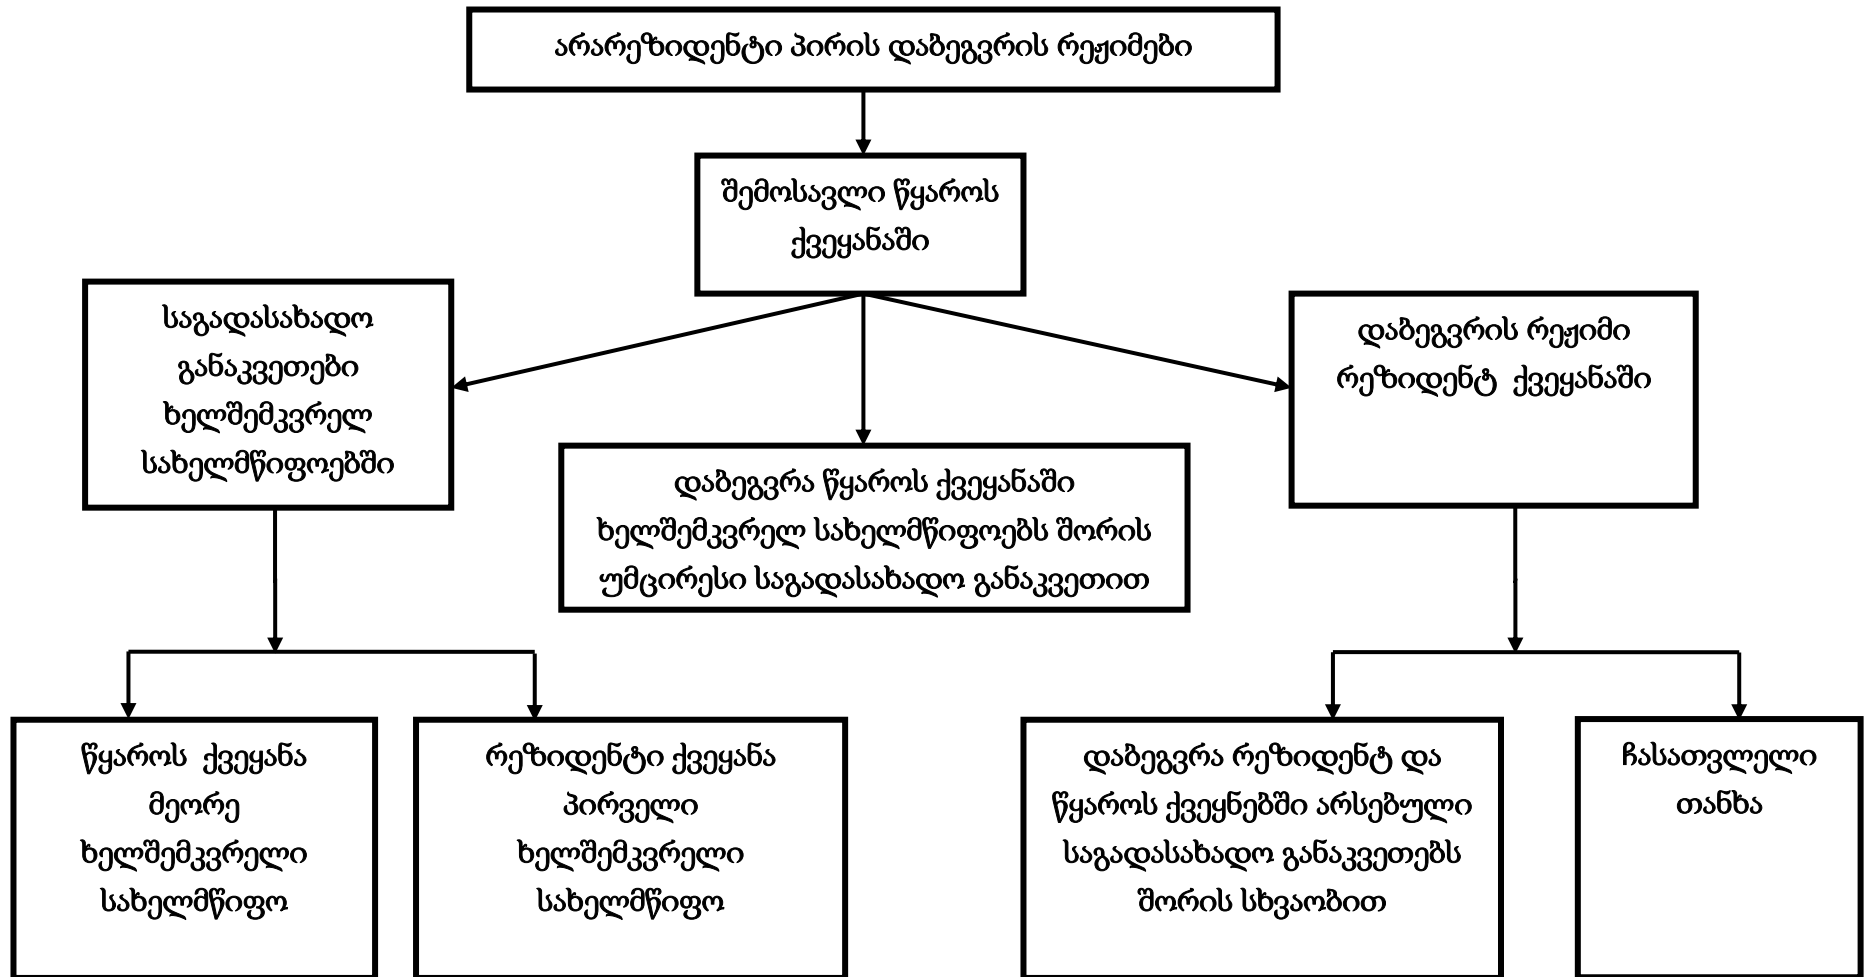 არარეზიდენტი პირის დაბეგვრის რეჟიმები
შემოსავლი წყაროს
ქვეყანაში
საგადასახადო
განაკვეთები
ხელშემკვრელ
სახელმწიფოებში
დაბეგვრა წყაროს ქვეყანაში
ხელშემკვრელ სახელმწიფოებს შორის
უმცირესი საგადასახადო განაკვეთით
დაბეგვრის რეჟიმი
რეზიდენტ ქვეყანაში
წყაროს ქვეყანა
მეორე
ხელშემკვრელი
სახელმწიფო
რეზიდენტი ქვეყანა
პირველი
ხელშემკვრელი
სახელმწიფო
დაბეგვრა რეზიდენტ და
წყაროს ქვეყნებში არსებული
საგადასახადო განაკვეთებს
შორის სხვაობით
ჩასათვლელი
თანხა